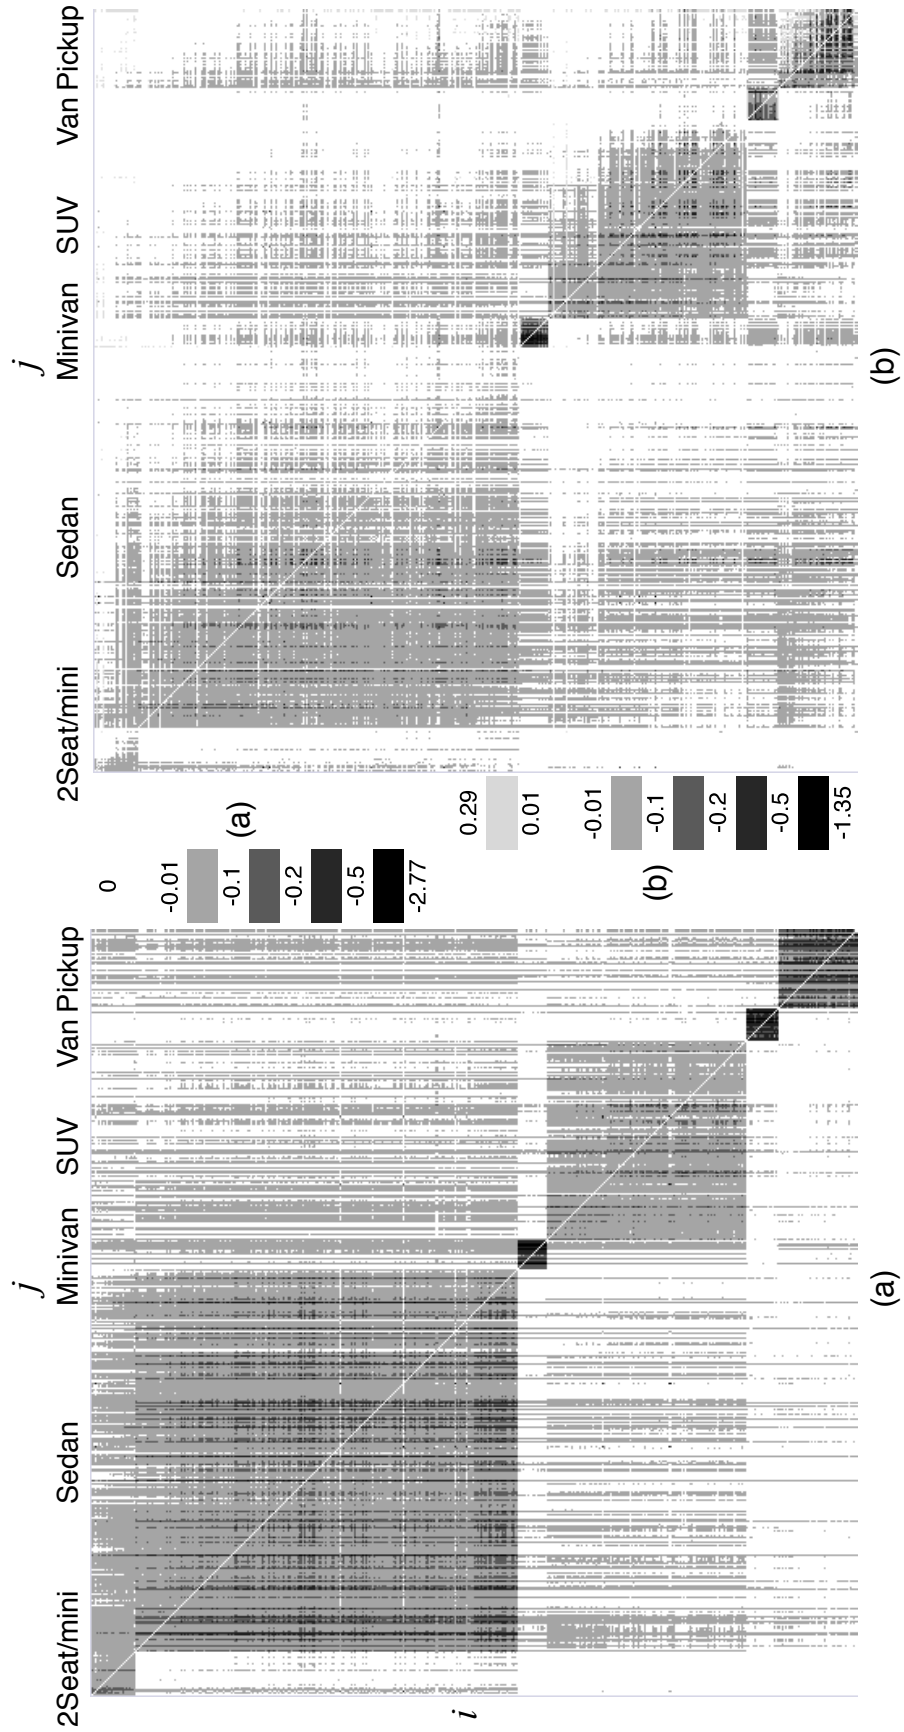 j
2Seat/mini Sedan Minivan SUV Van Pickup
i
(a)
0
-0.01
-0.1
-0.2
-0.5
-2.77
(a)
0.29
0.01
-0.01
-0.1
-0.2
-0.5
-1.35
(b)
j
2Seat/mini Sedan Minivan SUV Van Pickup
(b)